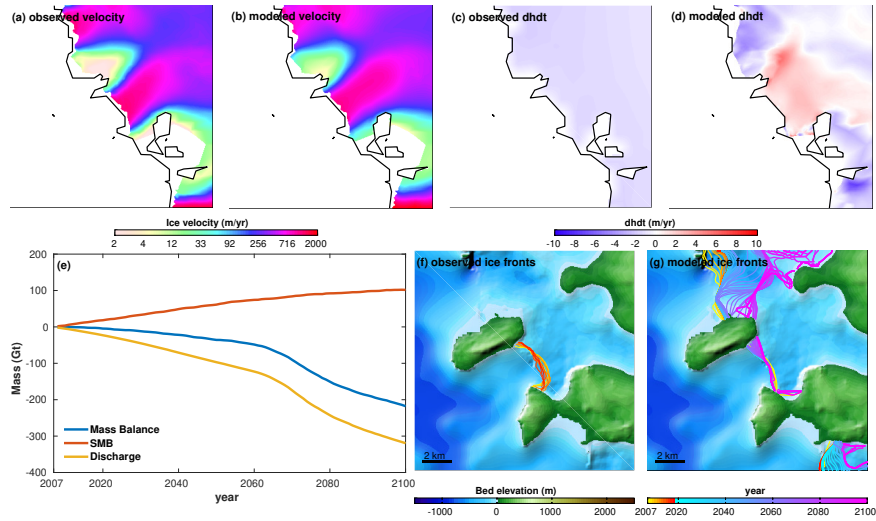 (a) observed velocity
(b) modeled velocity
(c) observed dhdt
(d) modeled dhdt
Ice velocity (m/yr)
2 4 12 33 92 256 716 2000
dhdt (m/yr)
-10 -8 -6 -4 -2 0 2 4 6 8 10
(e)
Mass (Gt)
200
100
0
-100
-200
-300
-400
Mass Balance
SMB
Discharge
2007 2020 2040 2060 2080 2100
year
(f) observed ice fronts
2 km
(g) modeled ice fronts
2 km
Bed elevation (m)
-1000 0 1000 2000
year
2007 2020 2040 2060 2080 2100